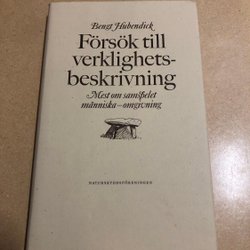 Bengt Hubendick
Försök till
verklighets-
beskrivning
Mest om samspelet
människa–omgivning
NATURSKYDDSFÖRENINGEN